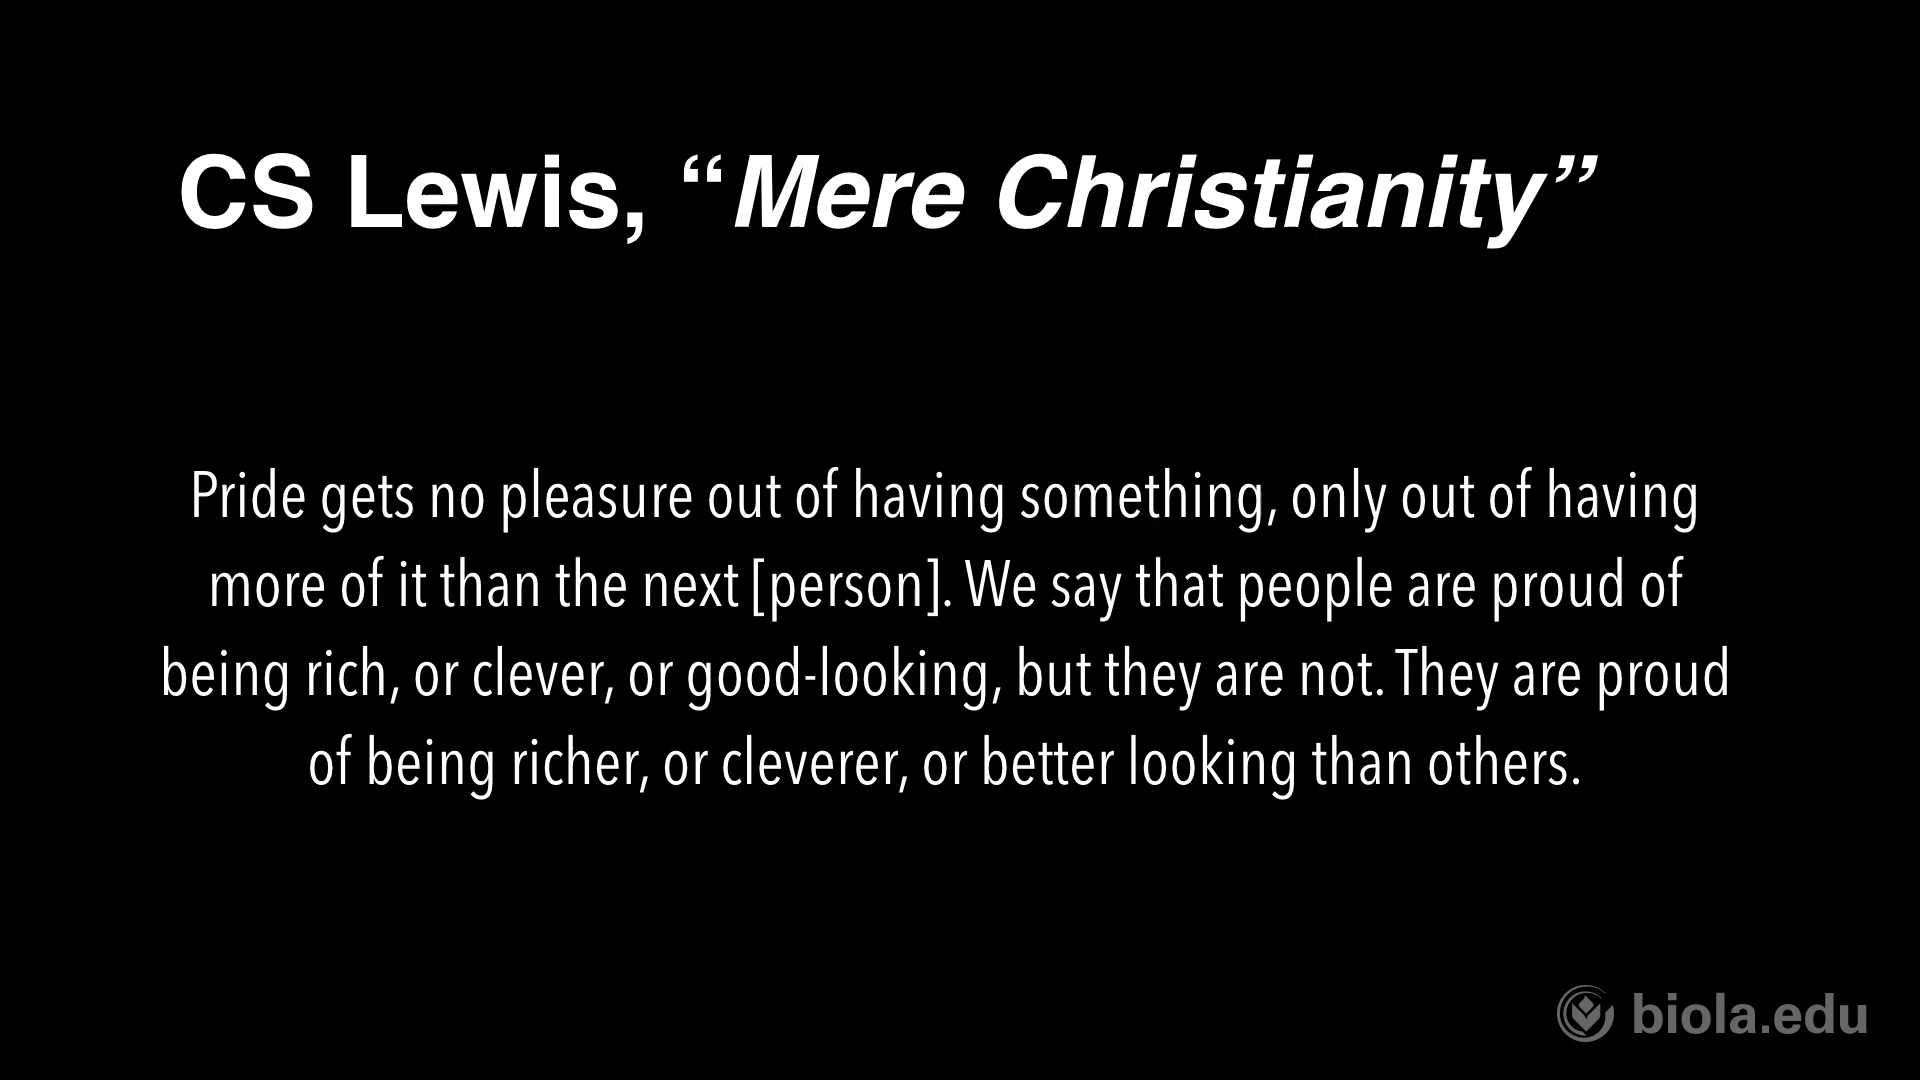 CS Lewis, “Mere Christianity”
Pride gets no pleasure out of having something, only out of having
more of it than the next [person]. We say that people are proud of
being rich, or clever, or good-looking, but they are not. They are proud
of being richer, or cleverer, or better looking than others.
biola.edu